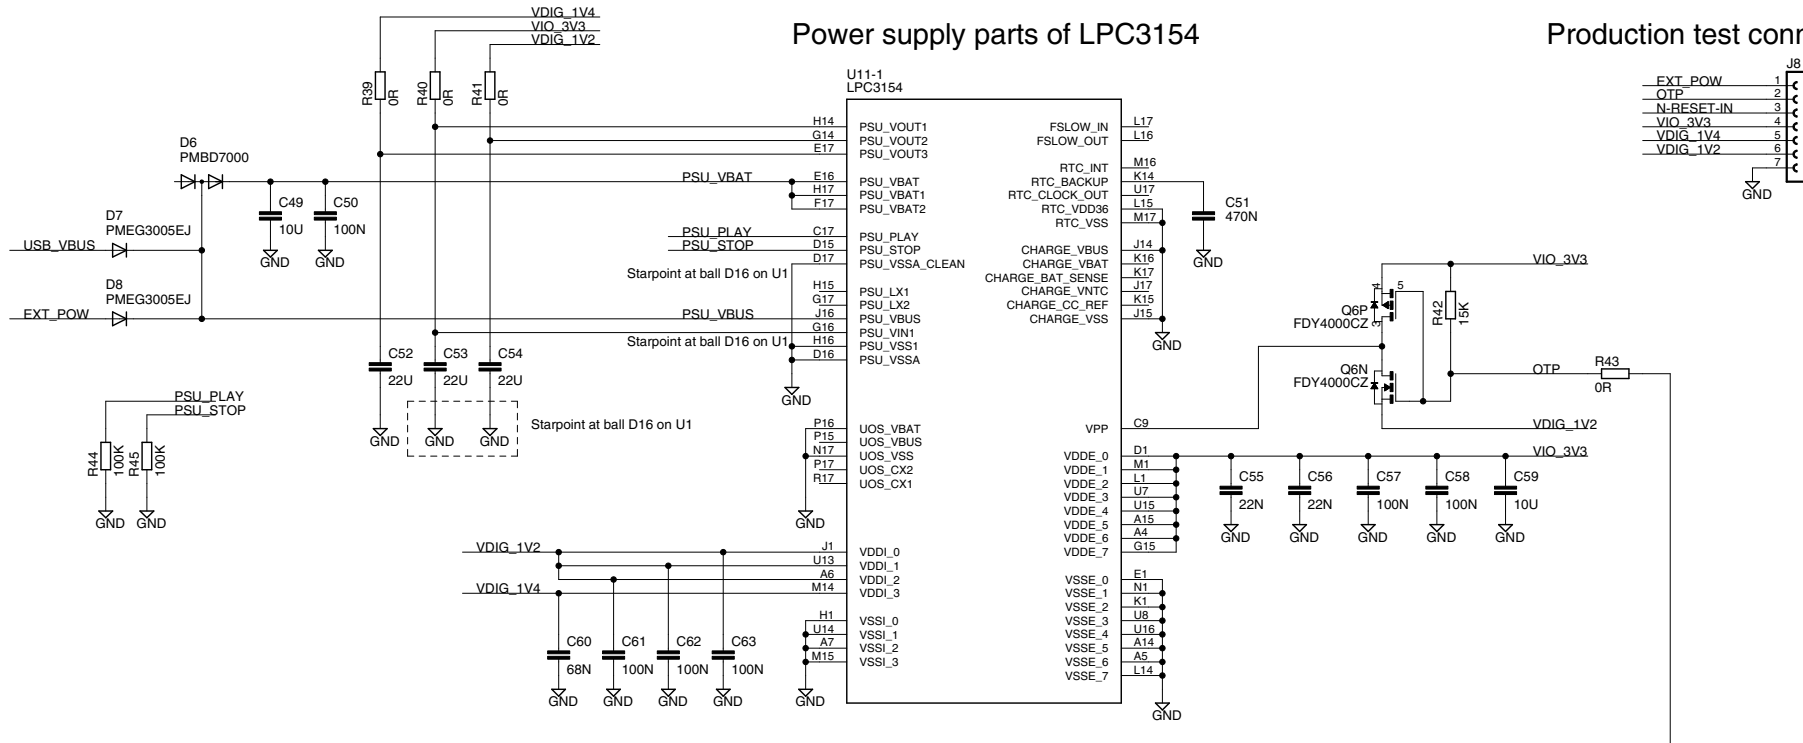 Power supply parts of LPC3154
Production test conn
VDIG_1V4
VIO_3V3
VDIG_1V2
R39
0R
R40
0R
R41
0R
U11-1
LPC3154
J8
EXT_POW 1
OTP 2
N-RESET-IN 3
VIO_3V3 4
VDIG_1V4 5
VDIG_1V2 6
7
GND
D6
PMBD7000
D7
PMEG3005EJ
USB_VBUS
D8
PMEG3005EJ
EXT_POW
C49
10U
GND
C50
100N
GND
PSU_VBAT
PSU_PLAY
PSU_STOP
Starpoint at ball D16 on U1
PSU_VBUS
Starpoint at ball D16 on U1
GND
H14 PSU_VOUT1
G14 PSU_VOUT2
E17 PSU_VOUT3
E16 PSU_VBAT
H17 PSU_VBAT1
F17 PSU_VBAT2
C17 PSU_PLAY
D15 PSU_STOP
D17 PSU_VSSA_CLEAN
H15 PSU_LX1
G17 PSU_LX2
J16 PSU_VBUS
G16 PSU_VIN1
H16 PSU_VSS1
D16 PSU_VSSA
P16 UOS_VBAT
P15 UOS_VBUS
N17 UOS_VSS
P17 UOS_CX2
R17 UOS_CX1
GND
J1 VDDI_0
U13 VDDI_1
A6 VDDI_2
M14 VDDI_3
H1 VSSI_0
U14 VSSI_1
A7 VSSI_2
M15 VSSI_3
GND
FSLOW_IN L17
FSLOW_OUT L16
RTC_INT M16
RTC_BACKUP K14
RTC_CLOCK_OUT U17
RTC_VDD36 L15
RTC_VSS M17
CHARGE_VBUS J14
CHARGE_VBAT K16
CHARGE_BAT_SENSE K17
CHARGE_VNTC J17
CHARGE_CC_REF K15
CHARGE_VSS J15
GND
C51
470N
GND
VPP C9
VDDE_0 D1
VDDE_1 M1
VDDE_2 L1
VDDE_3 U7
VDDE_4 U15
VDDE_5 A15
VDDE_6 A4
VDDE_7 G15
VSSE_0 E1
VSSE_1 N1
VSSE_2 K1
VSSE_3 U8
VSSE_4 U16
VSSE_5 A14
VSSE_6 A5
VSSE_7 L14
GND
C52
22U
GND
C53
22U
GND
C54
22U
GND
Starpoint at ball D16 on U1
PSU_PLAY
PSU_STOP
R44
100K
GND
R45
100K
GND
VDIG_1V2
VDIG_1V4
C60
68N
GND
C61
100N
GND
C62
100N
GND
C63
100N
GND
VIO_3V3
4
5
3
Q6P
FDY4000CZ
R42
15K
Q6N
FDY4000CZ
OTP
R43
0R
VDIG_1V2
VIO_3V3
C55
22N
GND
C56
22N
GND
C57
100N
GND
C58
100N
GND
C59
10U
GND